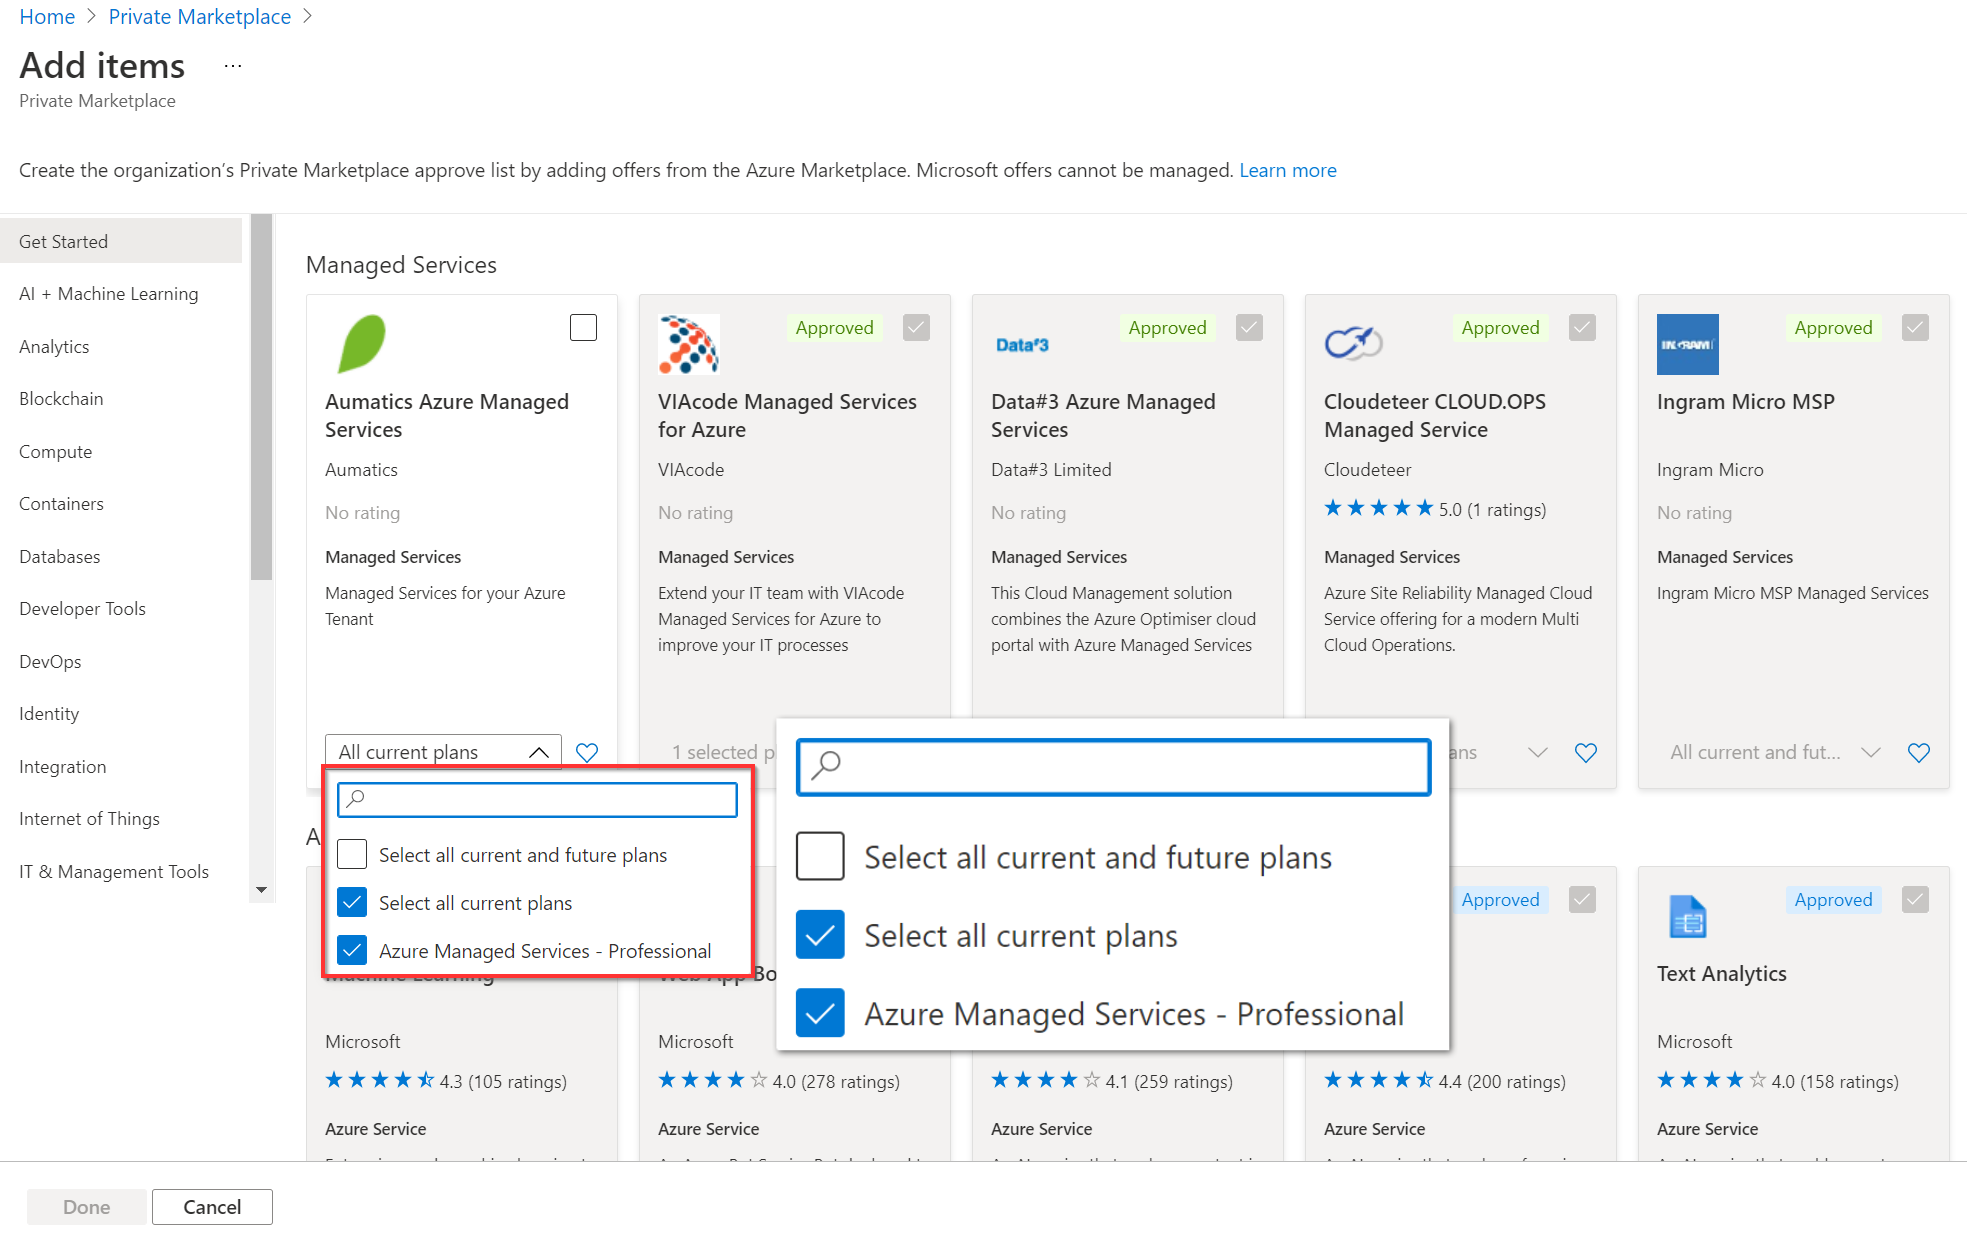 Home > Private Marketplace >
Add items ...
Private Marketplace
Create the organization's Private Marketplace approve list by adding offers from the Azure Marketplace. Microsoft offers cannot be managed. Learn more
Get Started
AI + Machine Learning
Analytics
Blockchain
Compute
Containers
Databases
Developer Tools
DevOps
Identity
Integration
Internet of Things
IT & Management Tools
Managed Services
Aumatics Azure Managed
Services
Aumatics
No rating
Managed Services
Managed Services for your Azure
Tenant
All current plans
Approved
VIAcode Managed Services
for Azure
VIAcode
No rating
Managed Services
Extend your IT team with VIAcode
Managed Services for Azure to
improve your IT processes
1 selected p
Data#3
Approved
Data#3 Azure Managed
Services
Data#3 Limited
No rating
Managed Services
This Cloud Management solution
combines the Azure Optimiser cloud
portal with Azure Managed Services
Approved
Cloudeteer CLOUD.OPS
Managed Service
Cloudeteer
5.0 (1 ratings)
Managed Services
Azure Site Reliability Managed Cloud
Service offering for a modern Multi
Cloud Operations.
ans
INGRAM
Approved
Ingram Micro MSP
Ingram Micro
No rating
Managed Services
Ingram Micro MSP Managed Services
All current and fut...
Select all current and future plans
Select all current plans
Azure Managed Services - Professional
Select all current and future plans
Select all current plans
Azure Managed Services - Professional
A
Machine Learning
Microsoft
4.3 (105 ratings)
Azure Service
Web App Bo
Microsoft
4.0 (278 ratings)
Azure Service
4.1 (259 ratings)
Azure Service
Approved
4.4 (200 ratings)
Azure Service
Approved
Text Analytics
Microsoft
4.0 (158 ratings)
Azure Service
Done
Cancel